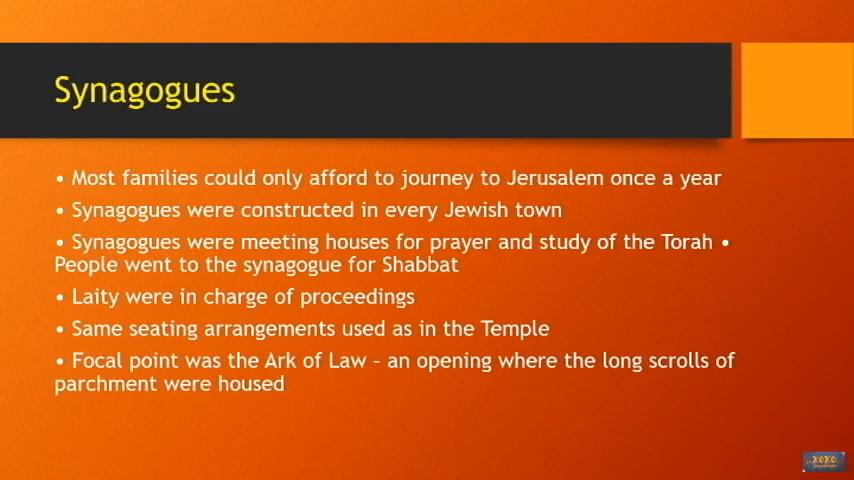 Synagogues
• Most families could only afford to journey to Jerusalem once a year
• Synagogues were constructed in every Jewish town
• Synagogues were meeting houses for prayer and study of the Torah •
People went to the synagogue for Shabbat
• Laity were in charge of proceedings
• Same seating arrangements used as in the Temple
• Focal point was the Ark of Law – an opening where the long scrolls of
parchment were housed